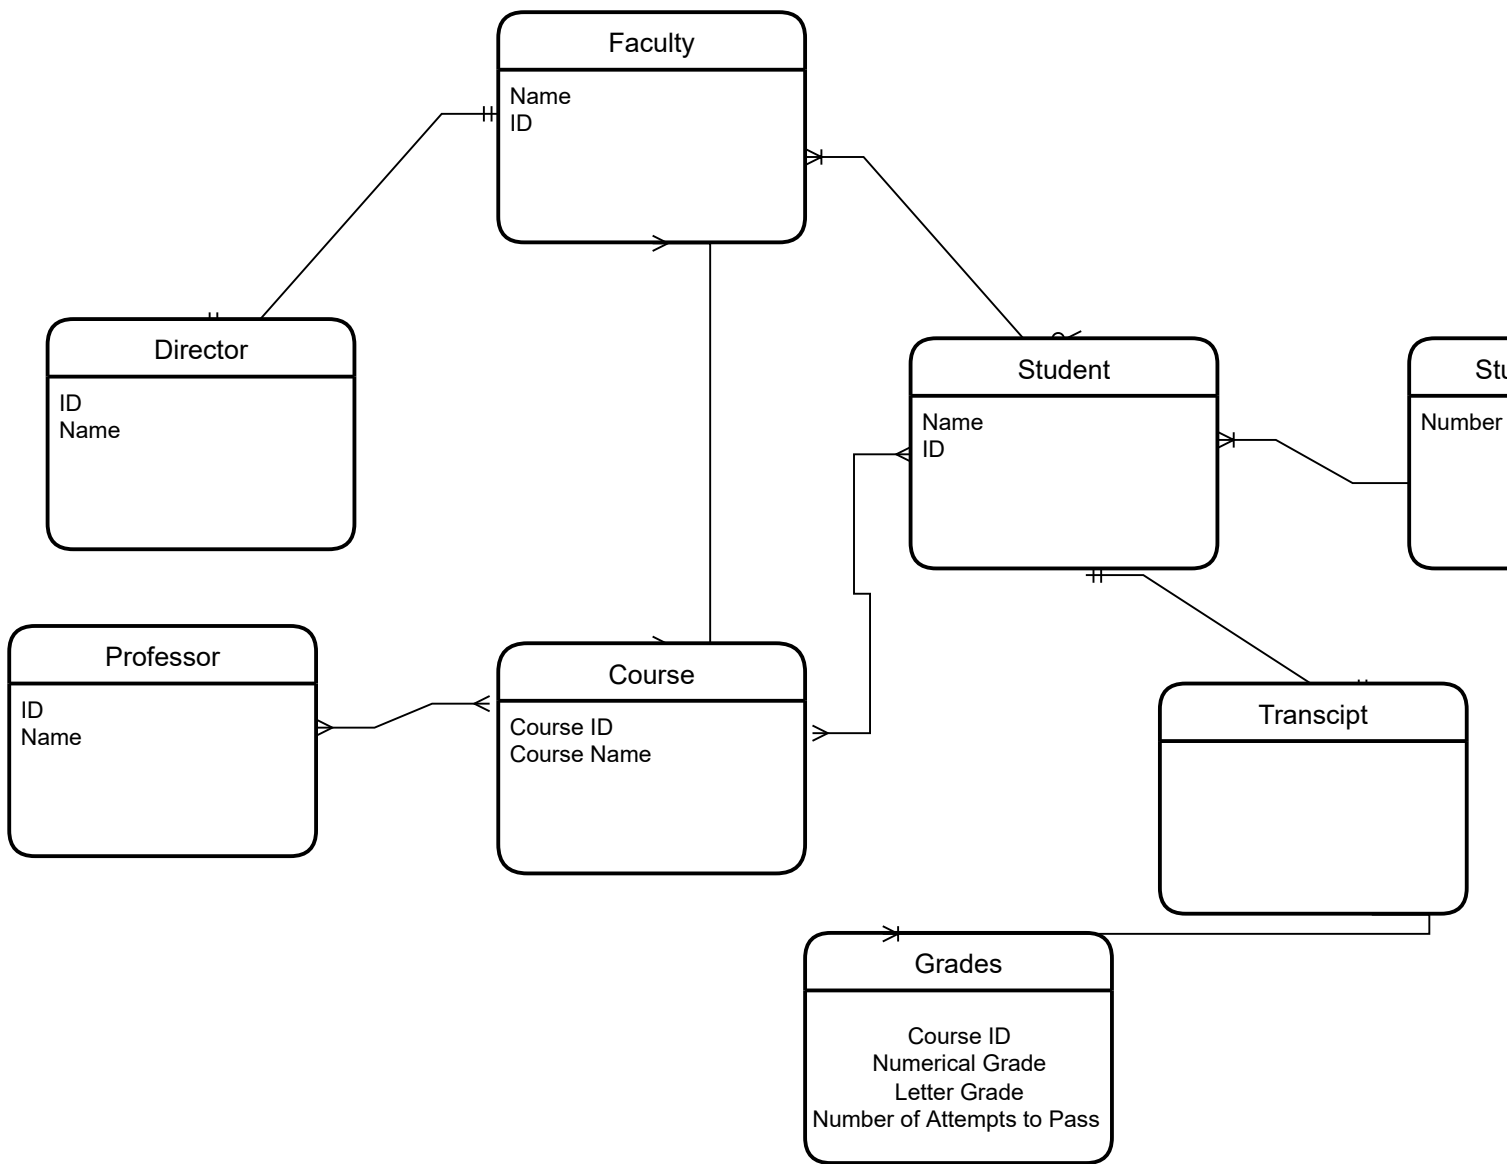 Faculty
Name
ID
Director
ID
Name
Student
Name
ID
Stu
Number
Professor
ID
Name
Course
Course ID
Course Name
Transcipt
Grades
Course ID
Numerical Grade
Letter Grade
Number of Attempts to Pass